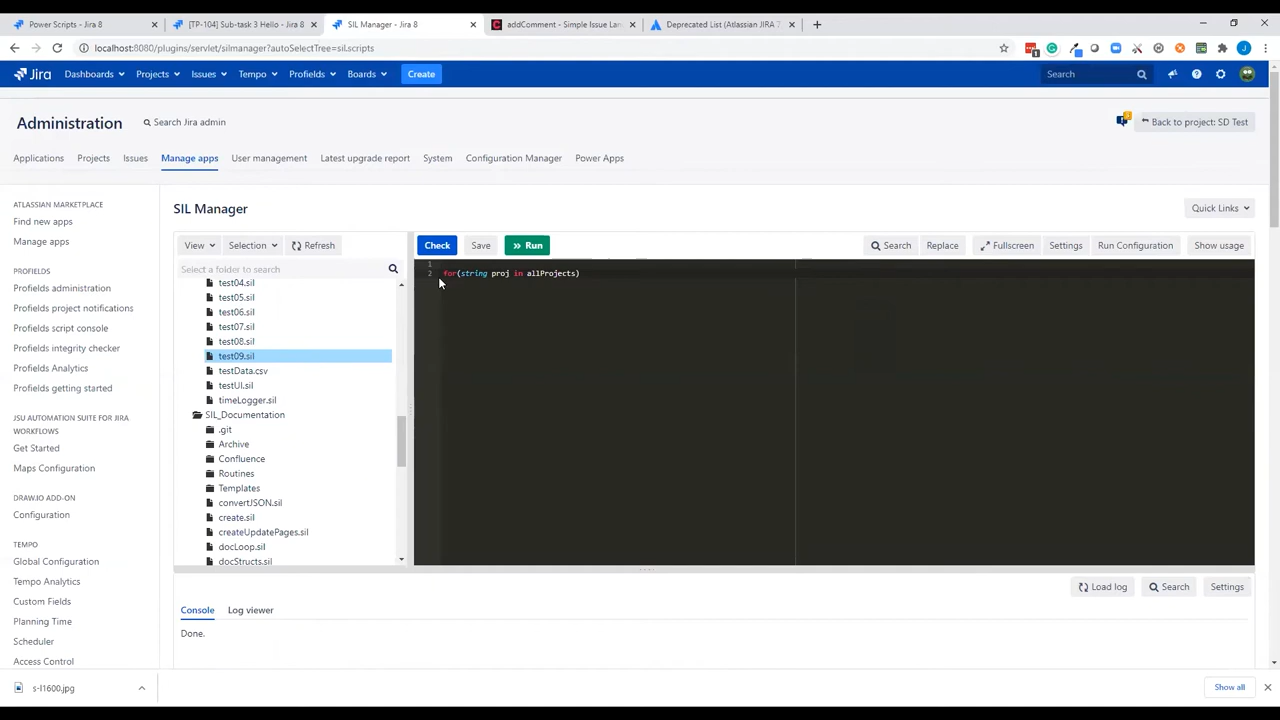 Power Scripts - Jira 8
[TP-104] Sub-task 3 Hello - Jira 8
SIL Manager - Jira 8
addComment - Simple Issue Lan
Deprecated List (Atlassian JIRA 7
localhost:8080/plugins/servlet/silmanager?autoSelectTree=sil.scripts
Jira Dashboards Projects Issues Tempo Profields Boards Create Search
Administration Search Jira admin Back to project: SD Test
Applications Projects Issues Manage apps User management Latest upgrade report System Configuration Manager Power Apps
ATLASSIAN MARKETPLACE
Find new apps
Manage apps
PROFIELDS
Profields administration
Profields project notifications
Profields script console
Profields integrity checker
Profields Analytics
Profields getting started
JSU AUTOMATION SUITE FOR JIRA
WORKFLOWS
Get Started
Maps Configuration
DRAW.IO ADD-ON
Configuration
TEMPO
Global Configuration
Tempo Analytics
Custom Fields
Planning Time
Scheduler
Access Control
SIL Manager Quick Links
View Selection Refresh
Select a folder to search
test04.sil
test05.sil
test06.sil
test07.sil
test08.sil
test09.sil
testData.csv
testUI.sil
timeLogger.sil
SIL_Documentation
.git
Archive
Confluence
Routines
Templates
convertJSON.sil
create.sil
createUpdatePages.sil
docLoop.sil
docStructs.sil
Check Save Run Search Replace Fullscreen Settings Run Configuration Show usage
1
2 for(string proj in allProjects)
Load log Search Settings
Console Log viewer
Done.
s-l1600.jpg
Show all